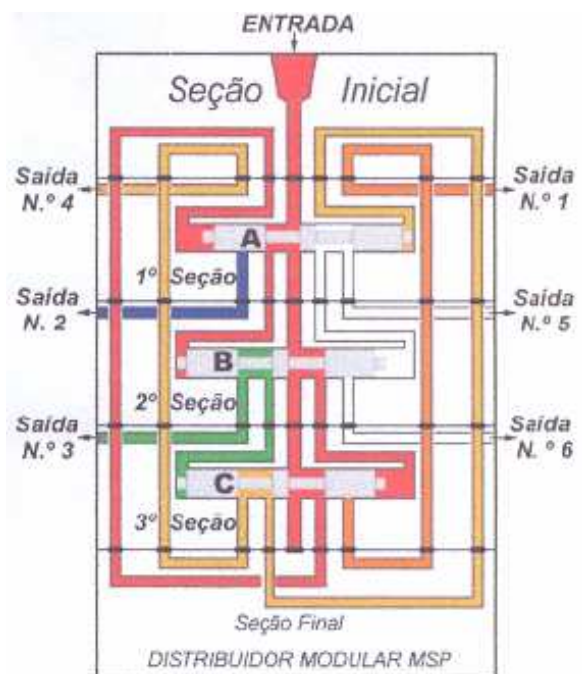 ENTRADA
Seção Inicial
Saída
N.º 4
Saída
N.º 1
A
1º Seção
Saída
N. 2
Saída
N.º 5
B
2º Seção
Saída
N.º 3
Saída
N. º 6
C
3º Seção
Seção Final
DISTRIBUIDOR MODULAR MSP